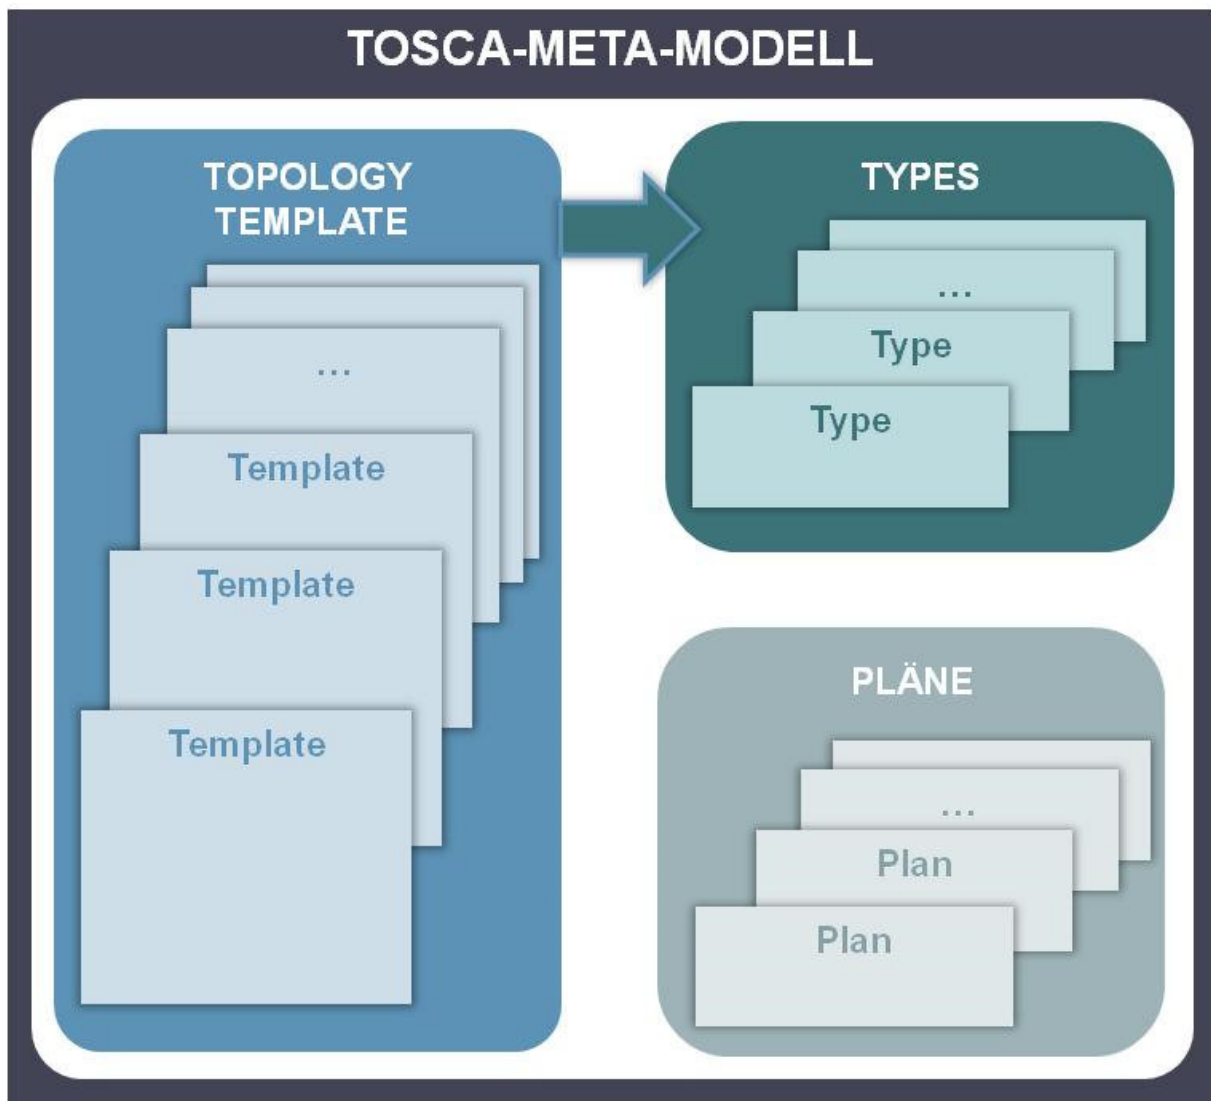 TOSCA-META-MODELL
TOPOLOGY
TEMPLATE
...
Template
Template
Template
TYPES
...
Type
Type
PLÄNE
...
Plan
Plan